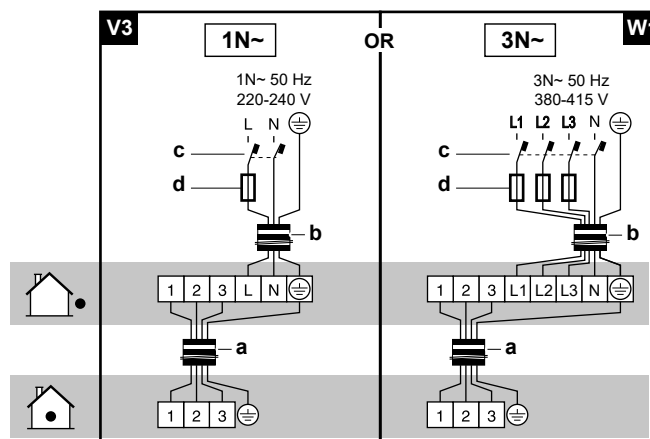 V3
1N~
OR
3N~
W1
1N~ 50 Hz
220-240 V
L N
c
d
b
1 2 3 L N
a
1 2 3
3N~ 50 Hz
380-415 V
L1 L2 L3 N
c
d
b
1 2 3 L1 L2 L3 N
a
1 2 3